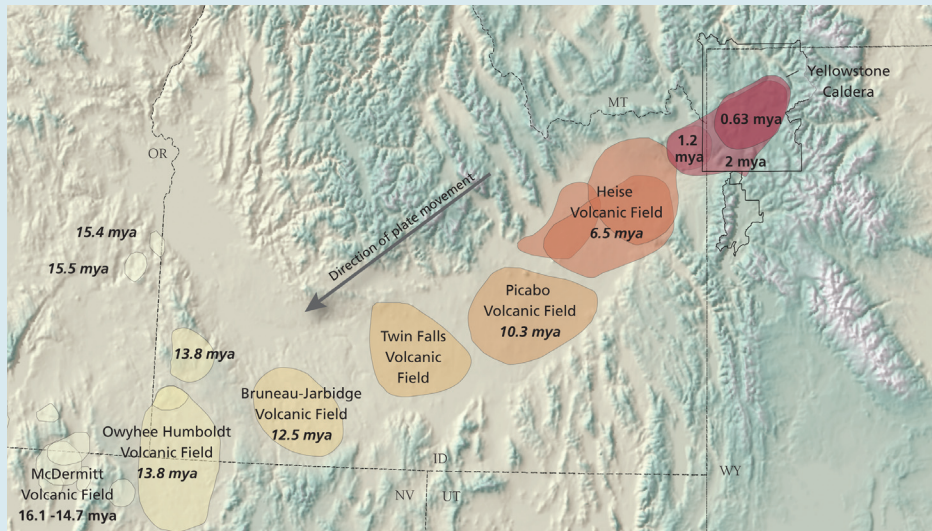 Yellowstone
Caldera
MT
0.63 mya
1.2
mya
2 mya
OR
Direction of plate movement
Heise
Volcanic Field
6.5 mya
15.4 mya
15.5 mya
Picabo
Volcanic Field
10.3 mya
Twin Falls
Volcanic
Field
13.8 mya
Bruneau-Jarbidge
Volcanic Field
12.5 mya
Owyhee Humboldt
Volcanic Field
13.8 mya
ID
WY
McDermitt
Volcanic Field
16.1 -14.7 mya
NV
UT